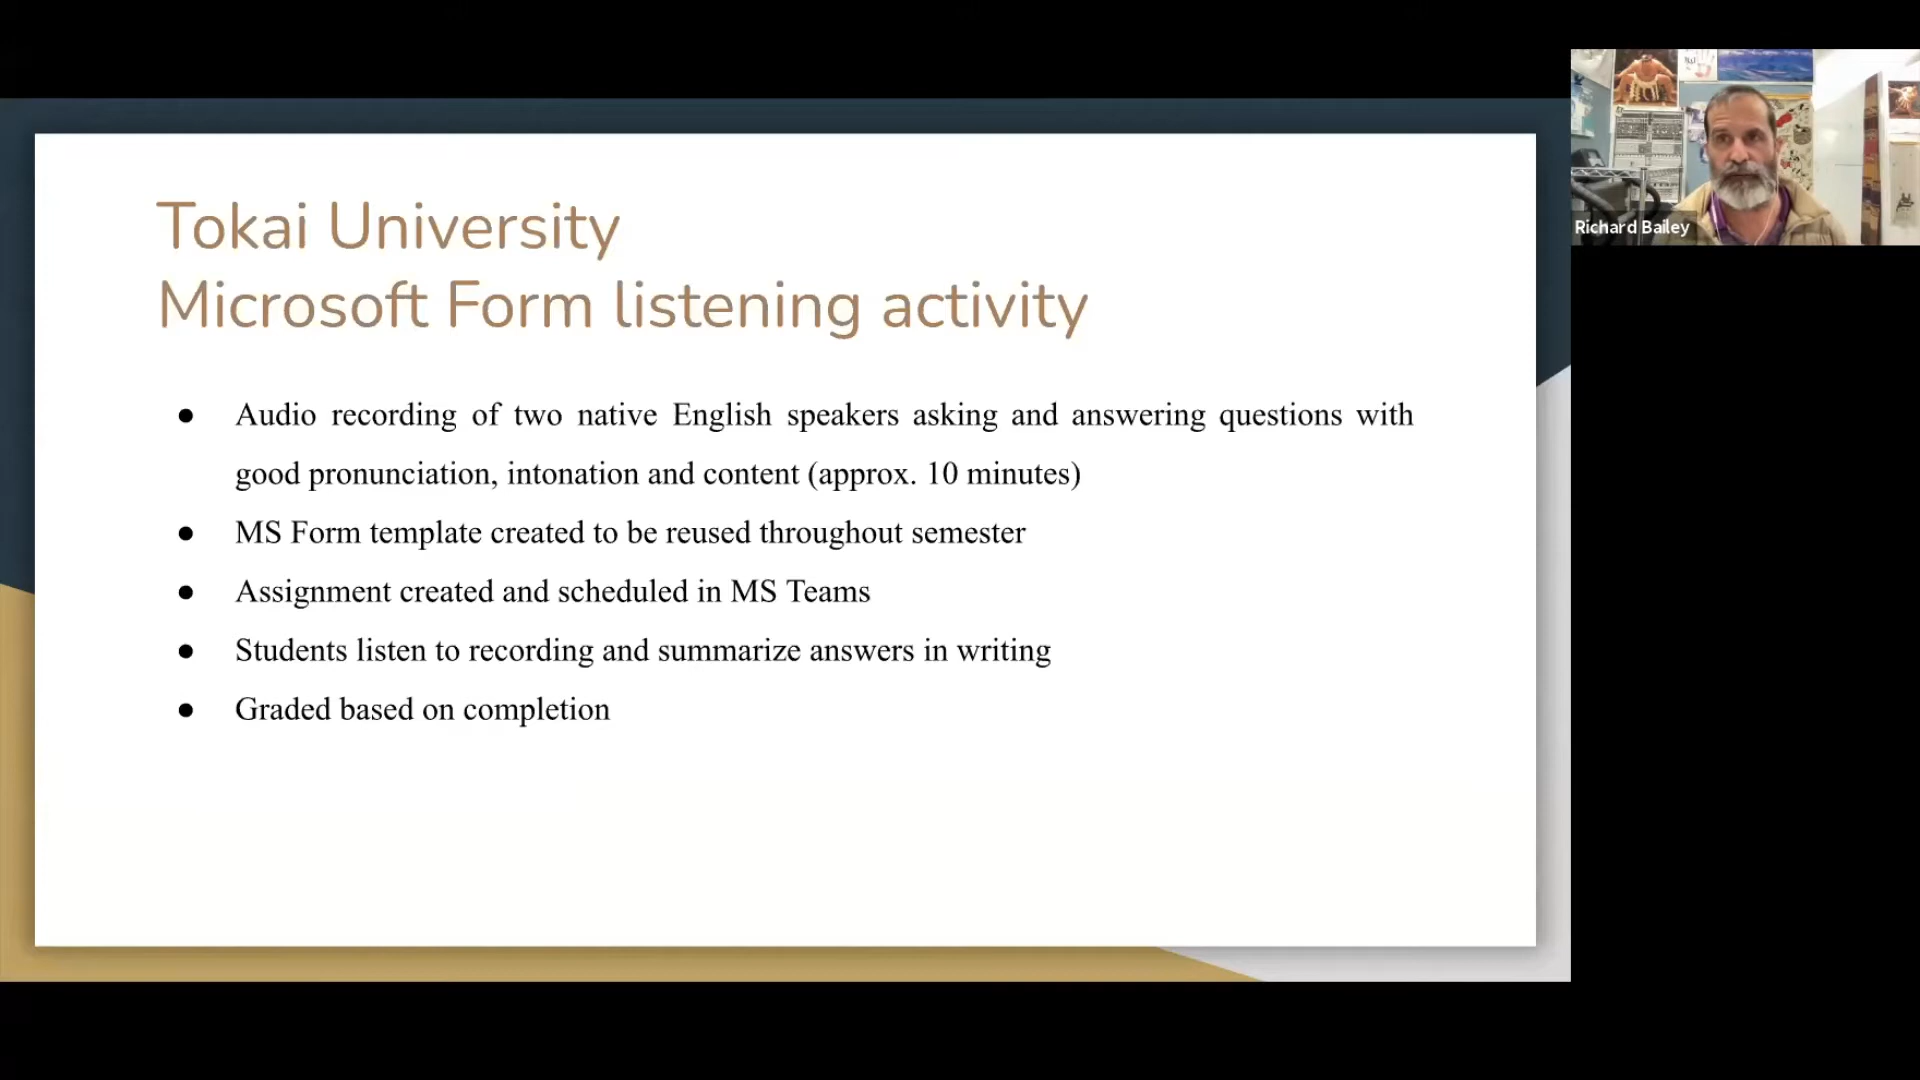 Tokai University
Microsoft Form listening activity
● Audio recording of two native English speakers asking and answering questions with
good pronunciation, intonation and content (approx. 10 minutes)
● MS Form template created to be reused throughout semester
● Assignment created and scheduled in MS Teams
● Students listen to recording and summarize answers in writing
● Graded based on completion
Richard Bailey